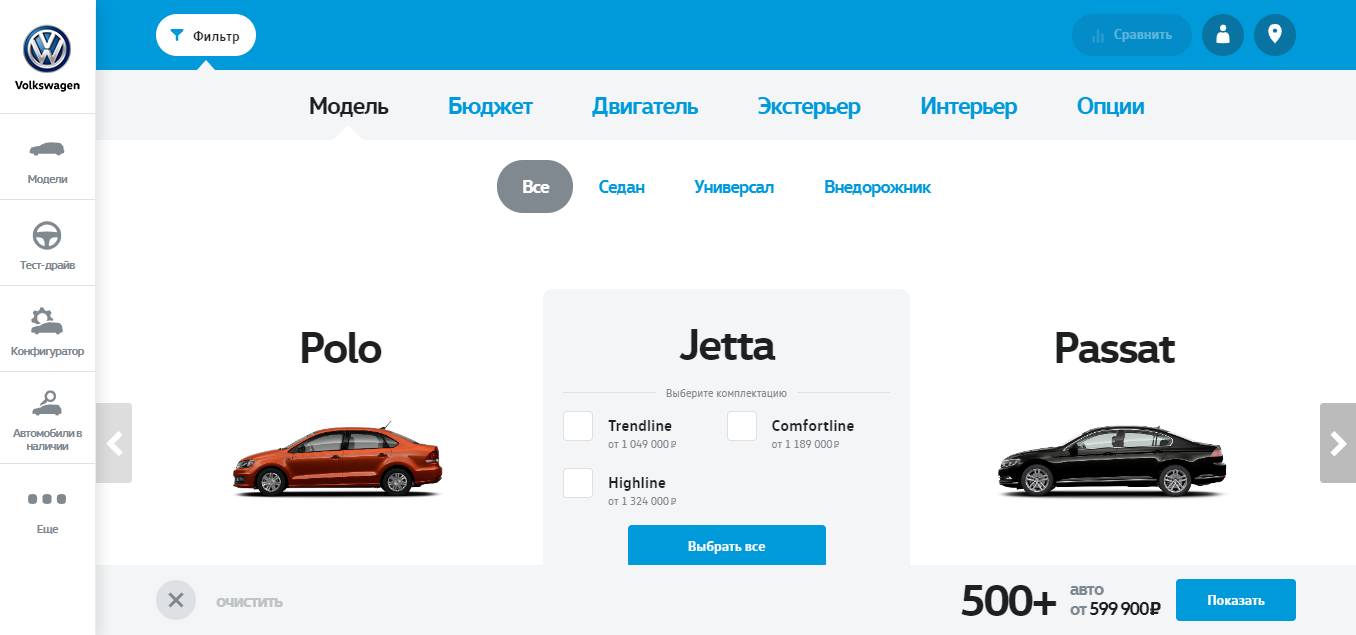 Volkswagen
Модели
Тест-драйв
Конфигуратор
Автомобили в
наличии
Еще
Фильтр
Сравнить
Модель Бюджет Двигатель Экстерьер Интерьер Опции
Все Седан Универсал Внедорожник
Polo
Jetta
Выберите комплектацию
Trendline
от 1 049 000 ₽
Comfortline
от 1 189 000 ₽
Highline
от 1 324 000 ₽
Выбрать все
Passat
очистить
500+
авто
от 599 900₽
Показать